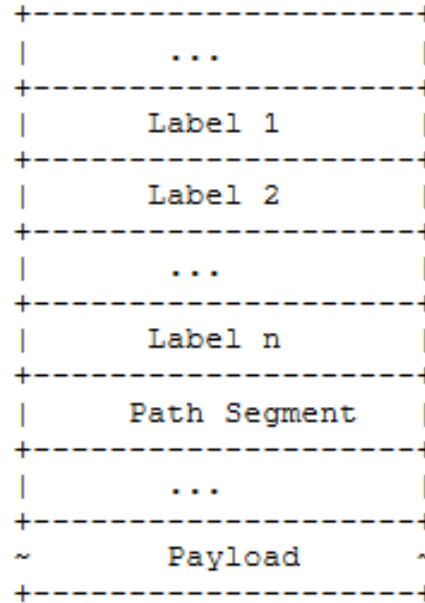 ...
Label 1
Label 2
...
Label n
Path Segment
...
~ Payload ~